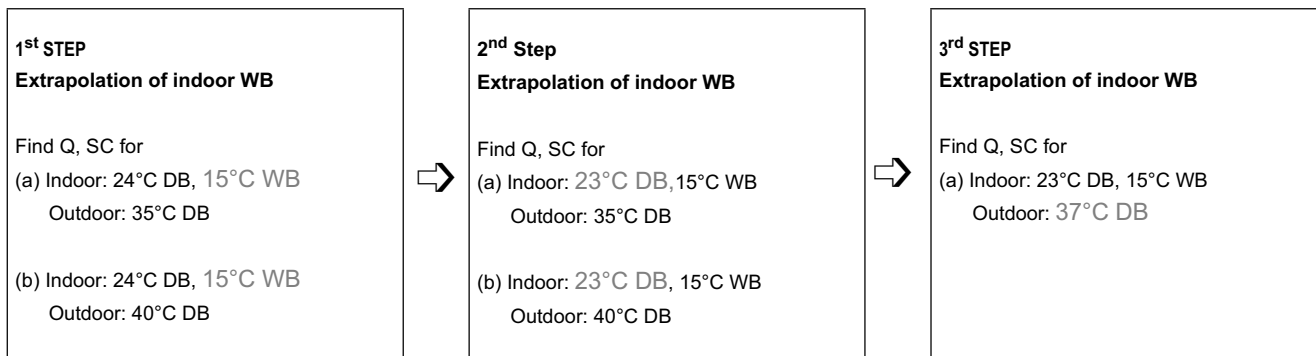 1st STEP
Extrapolation of indoor WB
Find Q, SC for
(a) Indoor: 24°C DB, 15°C WB
Outdoor: 35°C DB
(b) Indoor: 24°C DB, 15°C WB
Outdoor: 40°C DB
2nd Step
Extrapolation of indoor WB
Find Q, SC for
(a) Indoor: 23°C DB,15°C WB
Outdoor: 35°C DB
(b) Indoor: 23°C DB, 15°C WB
Outdoor: 40°C DB
3rd STEP
Extrapolation of indoor WB
Find Q, SC for
(a) Indoor: 23°C DB, 15°C WB
Outdoor: 37°C DB